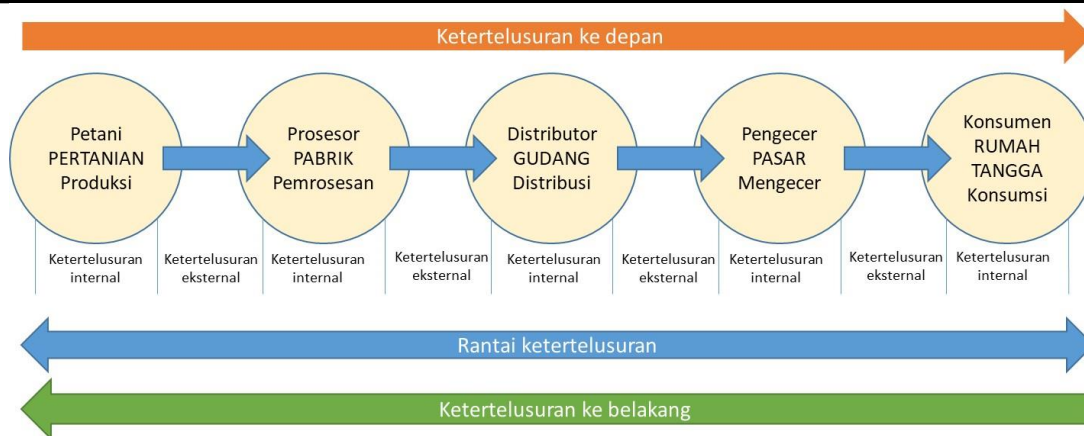 Ketertelusuran ke depan
Petani
PERTANIAN
Produksi
Prosesor
PABRIK
Pemrosesan
Distributor
GUDANG
Distribusi
Pengecer
PASAR
Mengecer
Konsumen
RUMAH
TANGGA
Konsumsi
Ketertelusuran
internal
Ketertelusuran
eksternal
Ketertelusuran
internal
Ketertelusuran
eksternal
Ketertelusuran
internal
Ketertelusuran
eksternal
Ketertelusuran
internal
Ketertelusuran
eksternal
Ketertelusuran
internal
Rantai ketertelusuran
Ketertelusuran ke belakang